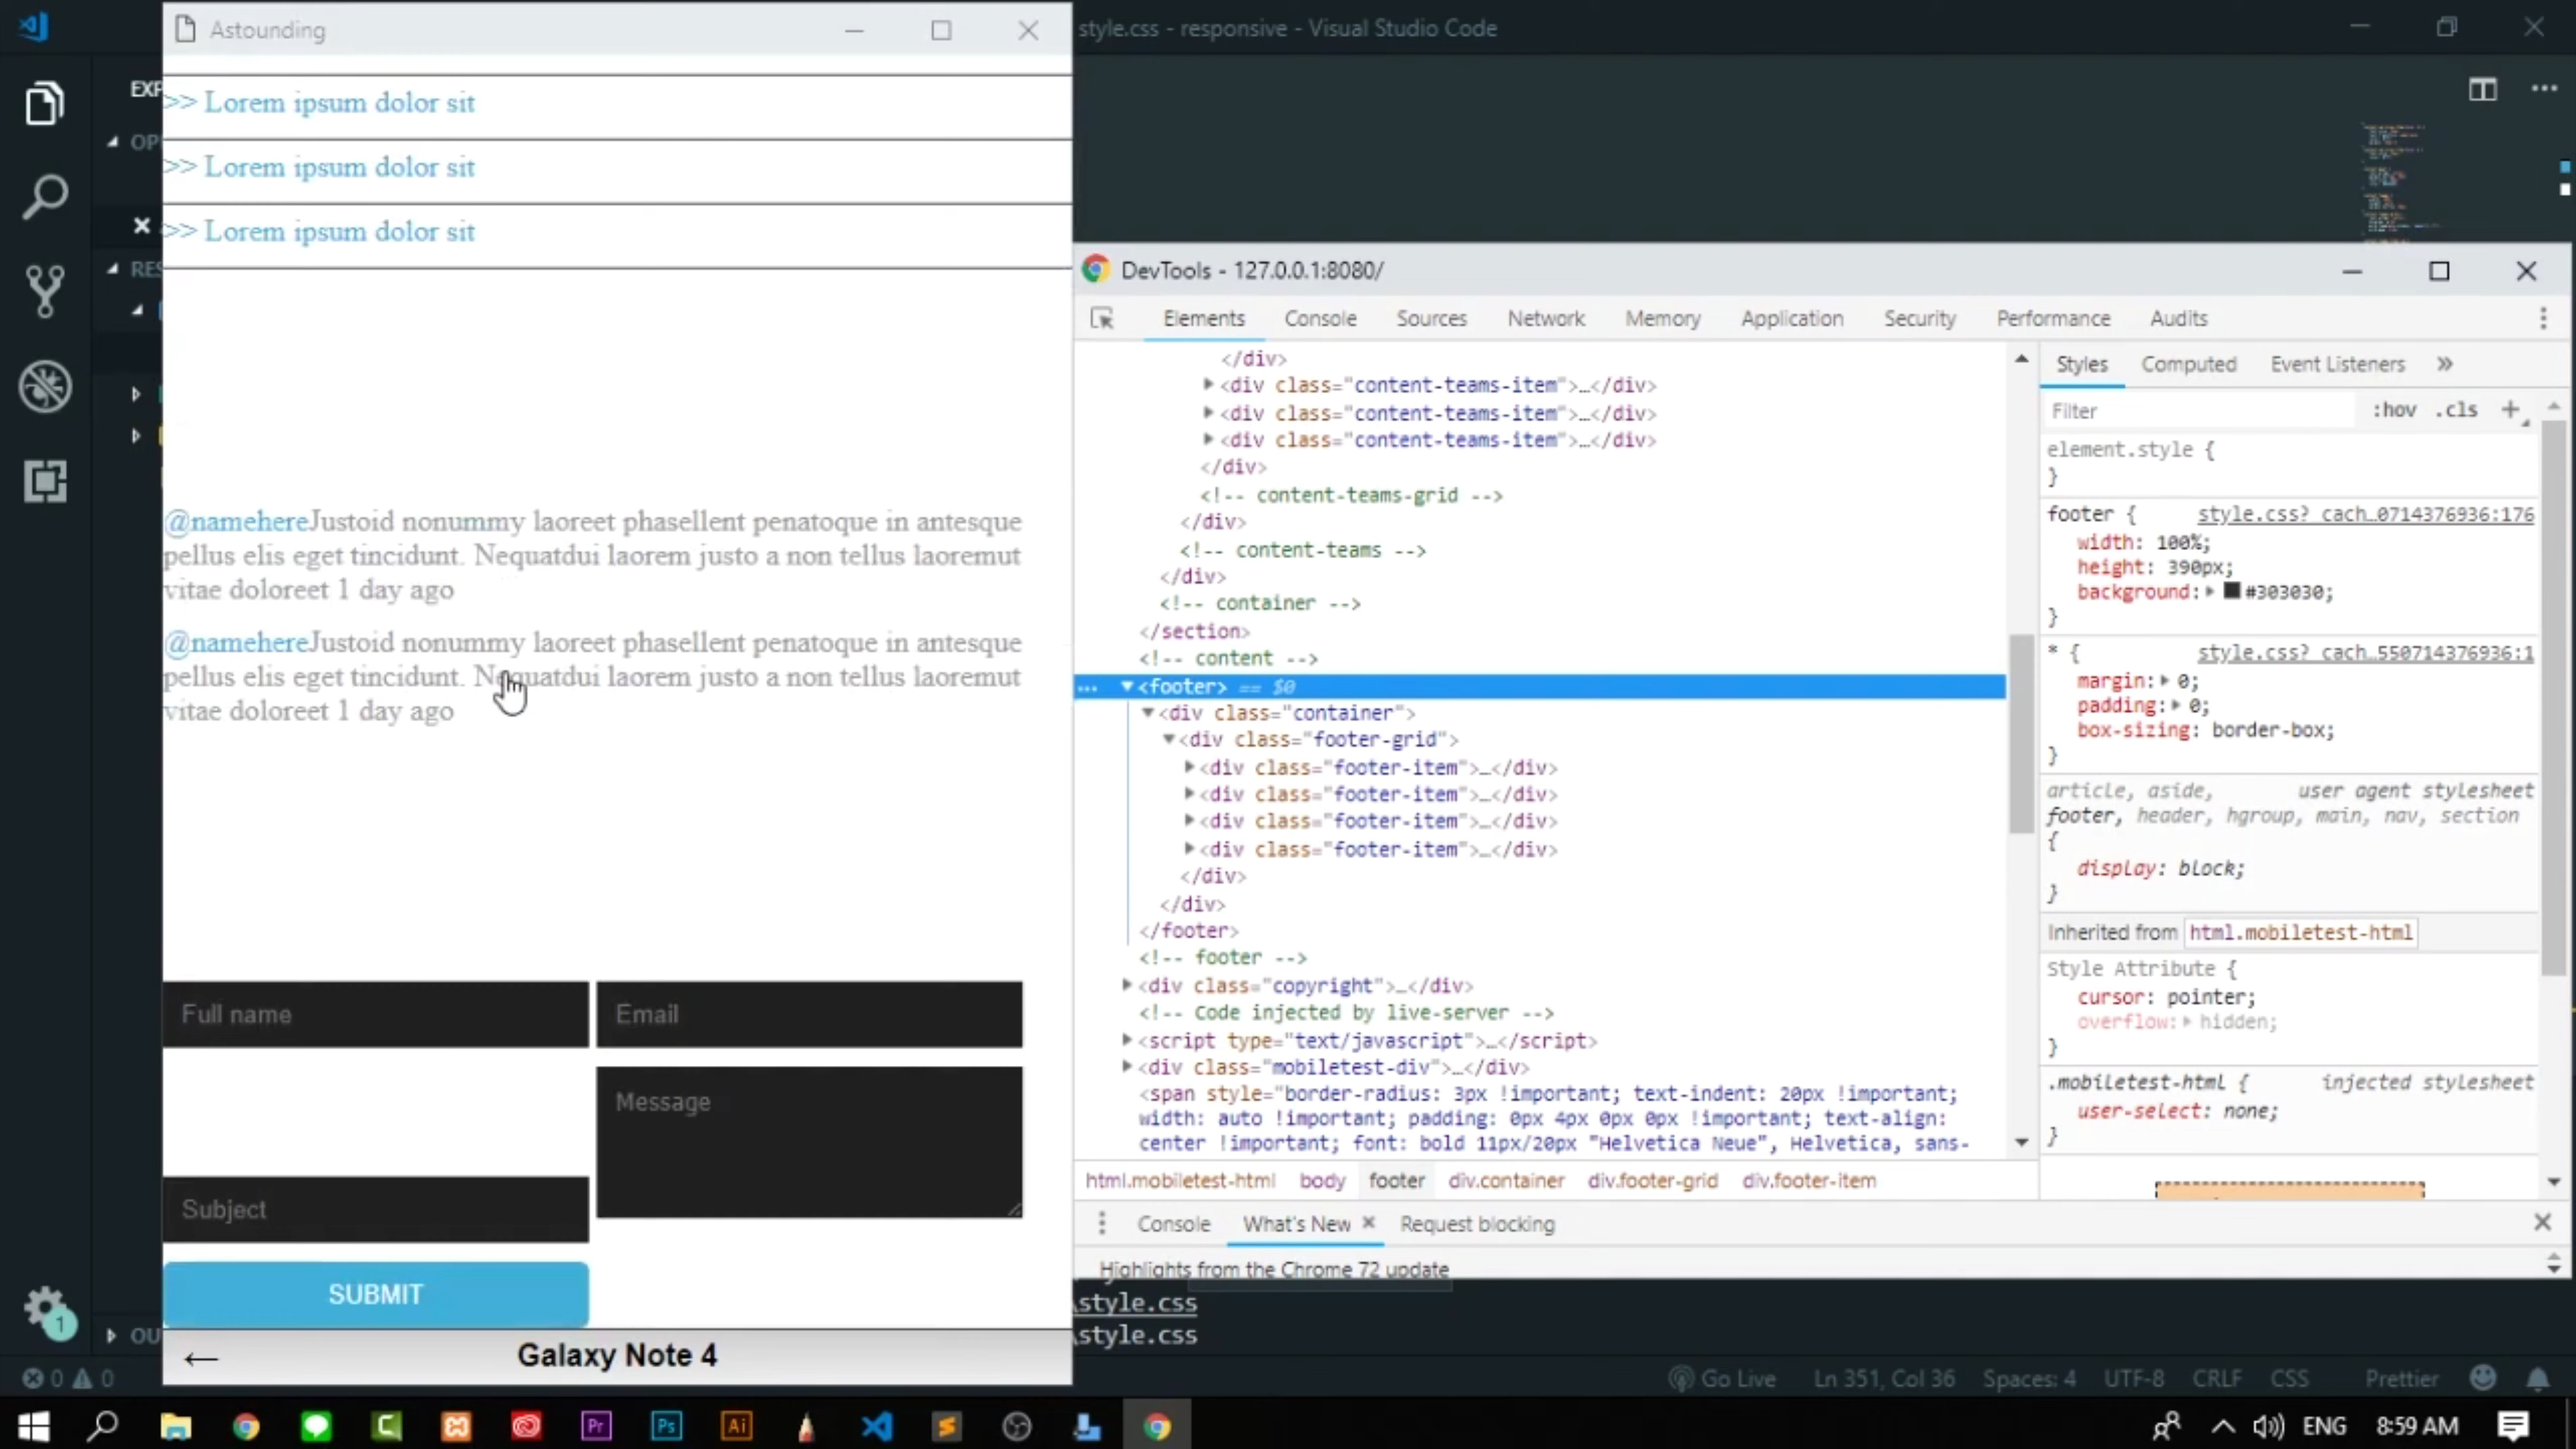 Astounding
style.css - responsive - Visual Studio Code
EXP
OP
RES
OU
>> Lorem ipsum dolor sit
>> Lorem ipsum dolor sit
>> Lorem ipsum dolor sit
@namehereJustoid nonummy laoreet phasellent penatoque in antesque
pellus elis eget tincidunt. Nequatdui laorem justo a non tellus laoremut
vitae doloreet 1 day ago
@namehereJustoid nonummy laoreet phasellent penatoque in antesque
pellus elis eget tincidunt. Nequatdui laorem justo a non tellus laoremut
vitae doloreet 1 day ago
Full name
Email
Message
Subject
SUBMIT
← Galaxy Note 4
DevTools - 127.0.0.1:8080/
Elements Console Sources Network Memory Application Security Performance Audits
</div>
<div class="content-teams-item">…</div>
<div class="content-teams-item">…</div>
<div class="content-teams-item">…</div>
</div>
<!-- content-teams-grid -->
</div>
<!-- content-teams -->
</div>
<!-- container -->
</section>
<!-- content -->
… <footer> == $0
<div class="container">
<div class="footer-grid">
<div class="footer-item">…</div>
<div class="footer-item">…</div>
<div class="footer-item">…</div>
<div class="footer-item">…</div>
</div>
</div>
</footer>
<!-- footer -->
<div class="copyright">…</div>
<!-- Code injected by live-server -->
<script type="text/javascript">…</script>
<div class="mobiletest-div">…</div>
<span style="border-radius: 3px !important; text-indent: 20px !important;
width: auto !important; padding: 0px 4px 0px 0px !important; text-align:
center !important; font: bold 11px/20px "Helvetica Neue", Helvetica, sans-
html.mobiletest-html body footer div.container div.footer-grid div.footer-item
Styles Computed Event Listeners »
Filter :hov .cls +
element.style {
}
footer { style.css?_cach…0714376936:176
width: 100%;
height: 390px;
background: #303030;
}
* { style.css?_cach…550714376936:1
margin: 0;
padding: 0;
box-sizing: border-box;
}
article, aside, user agent stylesheet
footer, header, hgroup, main, nav, section
{
display: block;
}
Inherited from html.mobiletest-html
Style Attribute {
cursor: pointer;
overflow: hidden;
}
.mobiletest-html { injected stylesheet
user-select: none;
}
Console What's New × Request blocking
Highlights from the Chrome 72 update
\style.css
\style.css
1
0 0
Go Live Ln 351, Col 36 Spaces: 4 UTF-8 CRLF CSS Prettier
Pr Ps Ai
ENG 8:59 AM